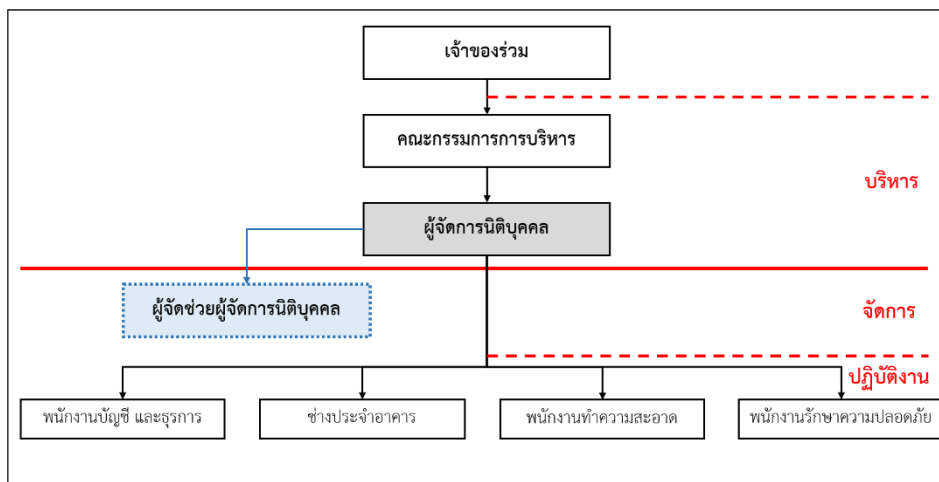 เจ้าของร่วม
คณะกรรมการการบริหาร
บริหาร
ผู้จัดการนิติบุคคล
ผู้จัดช่วยผู้จัดการนิติบุคคล
จัดการ
ปฏิบัติงาน
พนักงานบัญชี และธุรการ
ช่างประจำอาคาร
พนักงานทำความสะอาด
พนักงานรักษาความปลอดภัย